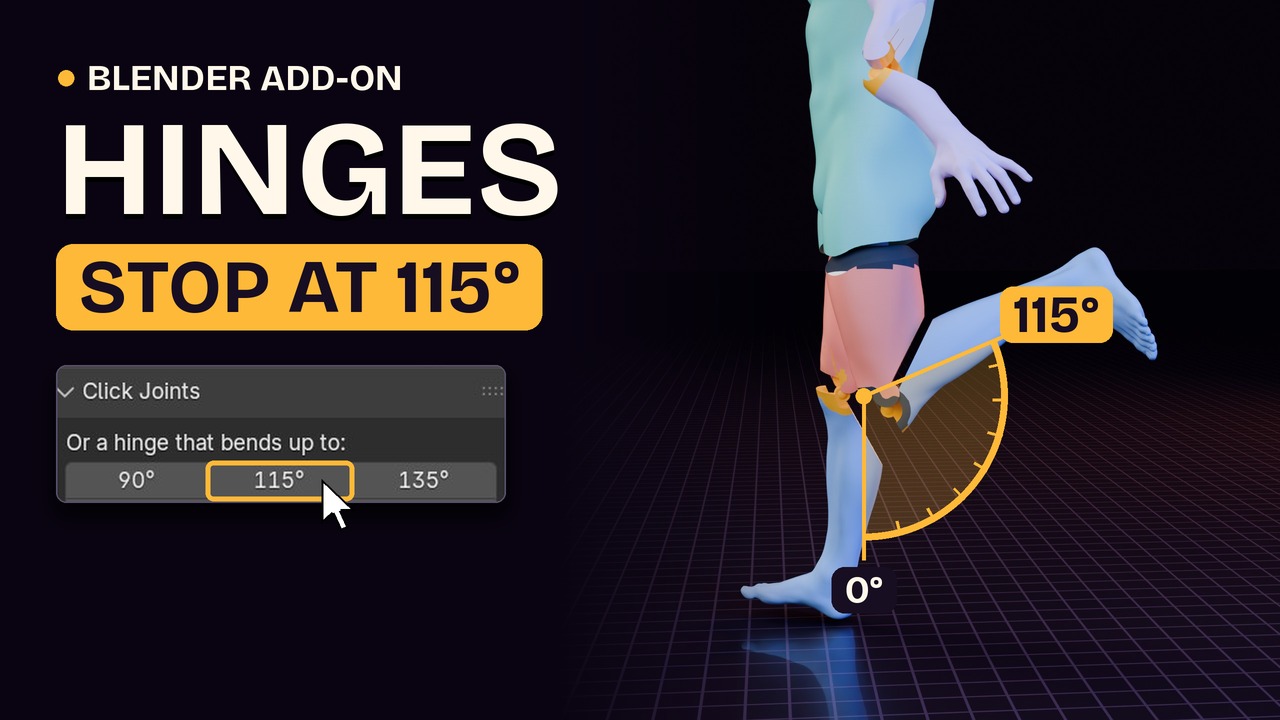 BLENDER ADD-ON
HINGES
STOP AT 115°
Click Joints
Or a hinge that bends up to:
90° 115° 135°
115°
0°